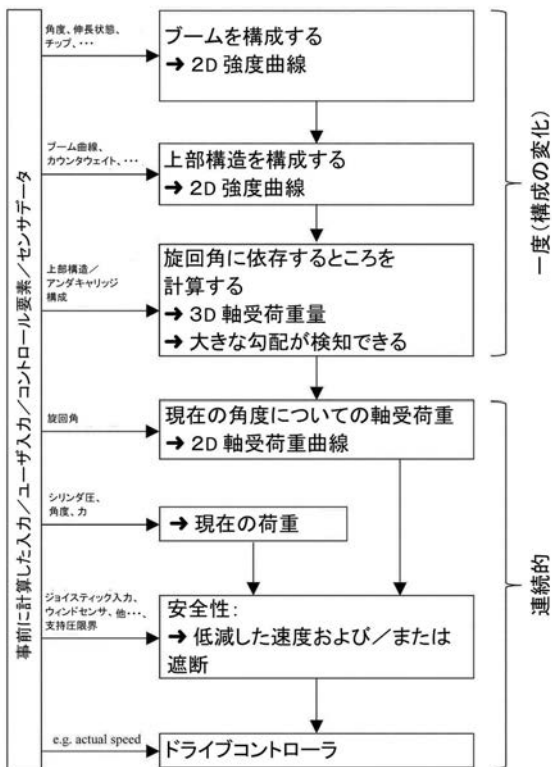 事前に計算した入力／ユーザ入力／コントロール要素／センサデータ
角度、伸長状態、
チップ、・・・
ブームを構成する
➔ 2D 強度曲線
ブーム曲線、
カウンタウェイト、・・・
上部構造を構成する
➔ 2D 強度曲線
上部構造／
アンダキャリッジ
構成
旋回角に依存するところを
計算する
➔ 3D 軸受荷重量
➔ 大きな勾配が検知できる
一度(構成の変化)
旋回角
現在の角度についての軸受荷重
➔ 2D 軸受荷重曲線
シリンダ圧、
角度、力
➔ 現在の荷重
ジョイスティック入力、
ウィンドセンサ、他・・・、
支持圧限界
安全性:
➔ 低減した速度および／または
遮断
e.g. actual speed
ドライブコントローラ
連続的